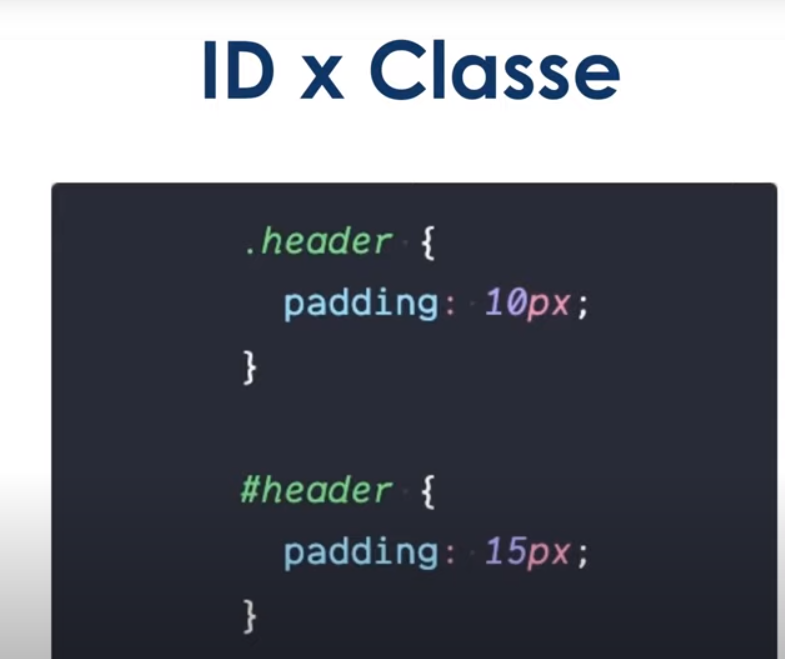 ID x Classe
.header {
padding: 10px;
}
#header {
padding: 15px;
}